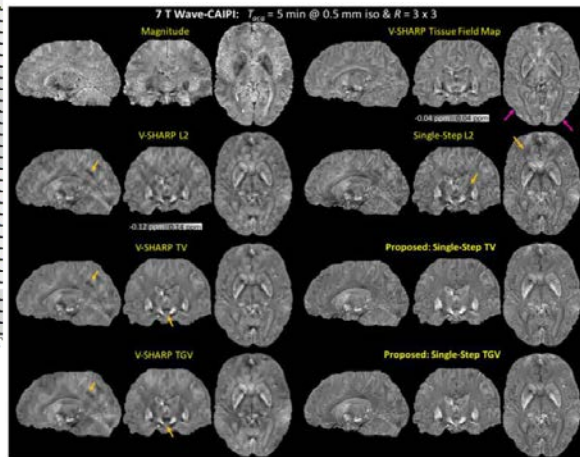 7 T Wave-CAIPI: Tacq = 5 min @ 0.5 mm iso & R = 3 x 3
Magnitude
V-SHARP Tissue Field Map
-0.04 ppm 0.04 ppm
V-SHARP L2
Single-Step L2
-0.12 ppm 0.14 ppm
V-SHARP TV
Proposed: Single-Step TV
V-SHARP TGV
Proposed: Single-Step TGV